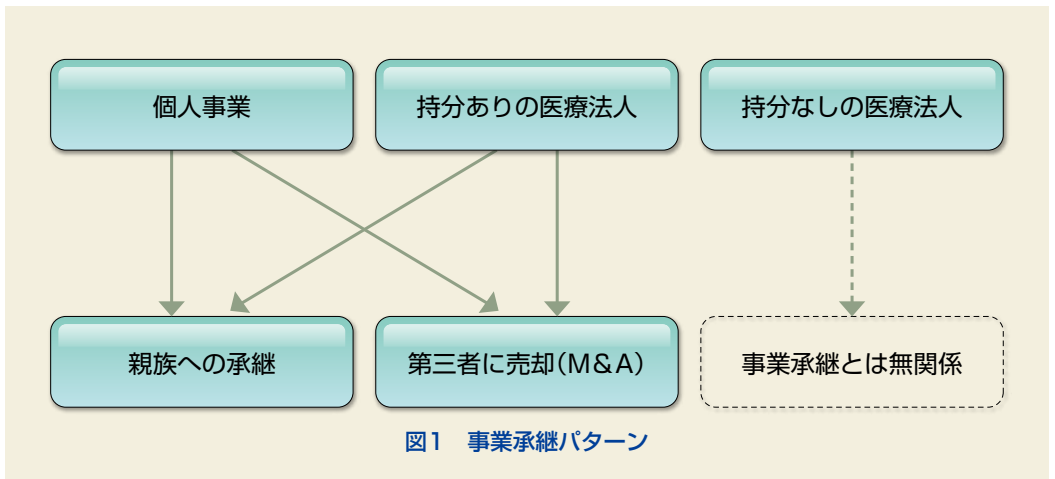 個人事業
持分ありの医療法人
持分なしの医療法人
親族への承継
第三者に売却（M＆A）
事業承継とは無関係
図1　事業承継パターン